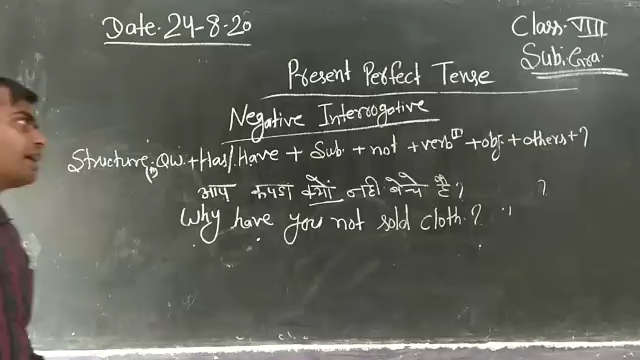 Date. 24-8-20
Class. VIII
Sub. Gra.
Present Perfect Tense
Negative Interrogative
Structure: QW. + Has/Have + Sub. + not + verb + obj. + others + ?
आप कपड़ा क्यों नहीं बेचे हैं ? ?
Why have you not sold cloth. ?